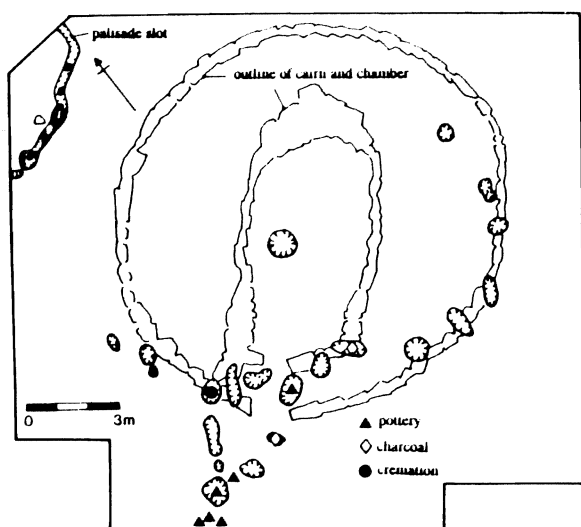 palisade slot
outline of cairn and chamber
0 3m
pottery
charcoal
cremation